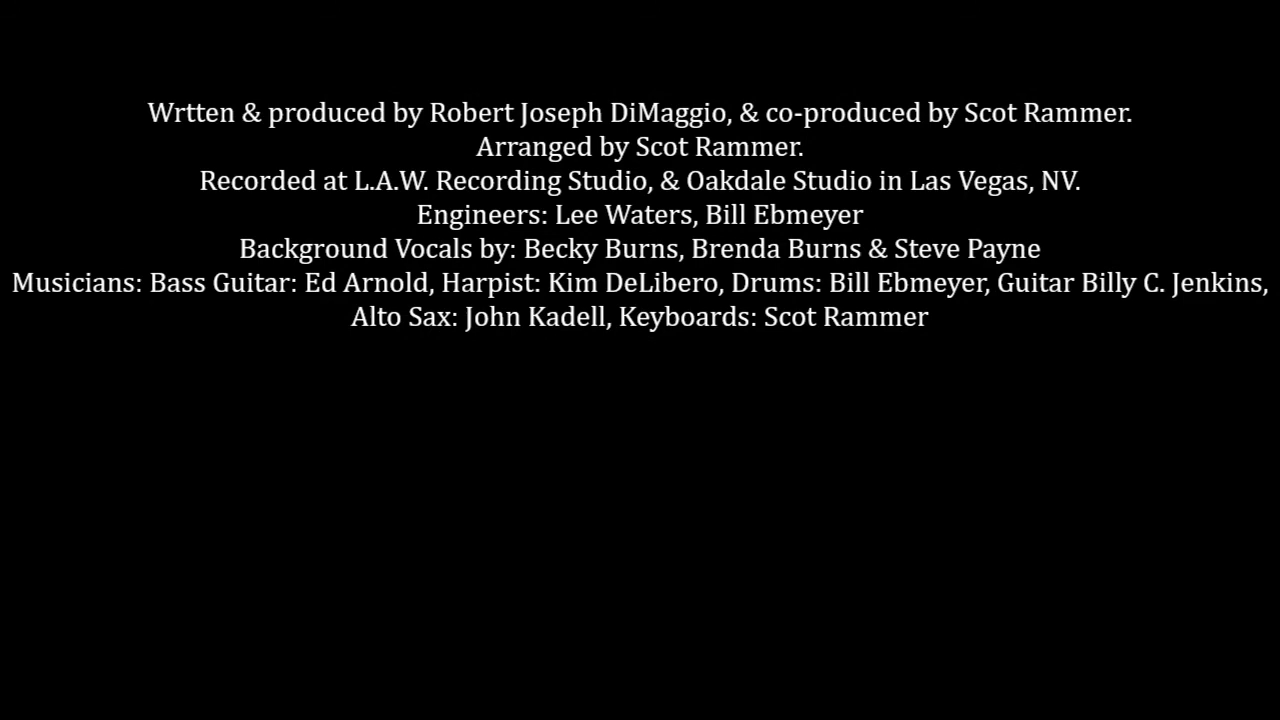 Wrtten & produced by Robert Joseph DiMaggio, & co-produced by Scot Rammer.
Arranged by Scot Rammer.
Recorded at L.A.W. Recording Studio, & Oakdale Studio in Las Vegas, NV.
Engineers: Lee Waters, Bill Ebmeyer
Background Vocals by: Becky Burns, Brenda Burns & Steve Payne
Musicians: Bass Guitar: Ed Arnold, Harpist: Kim DeLibero, Drums: Bill Ebmeyer, Guitar Billy C. Jenkins,
Alto Sax: John Kadell, Keyboards: Scot Rammer